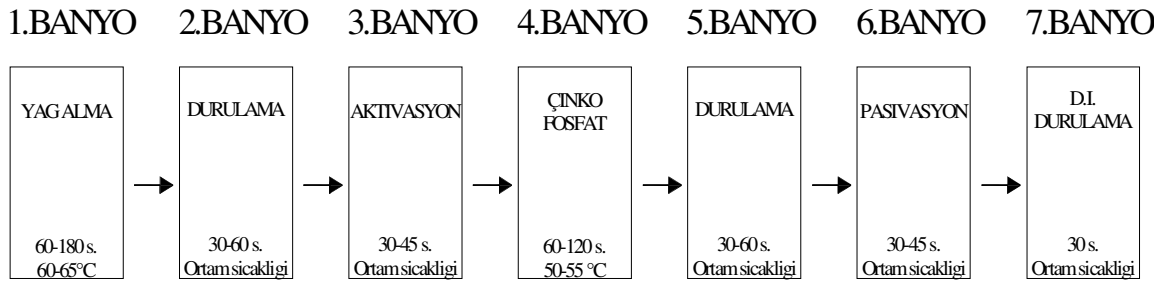 1.BANYO 2.BANYO 3.BANYO 4.BANYO 5.BANYO 6.BANYO 7.BANYO
YAG ALMA
60-180 s.
60-65°C
DURULAMA
30-60 s.
Ortam sicakligi
AKTIVASYON
30-45 s.
Ortam sicakligi
ÇINKO
FOSFAT
60-120 s.
50-55 °C
DURULAMA
30-60 s.
Ortam sicakligi
PASIVASYON
30-45 s.
Ortam sicakligi
D.I.
DURULAMA
30 s.
Ortam sicakligi